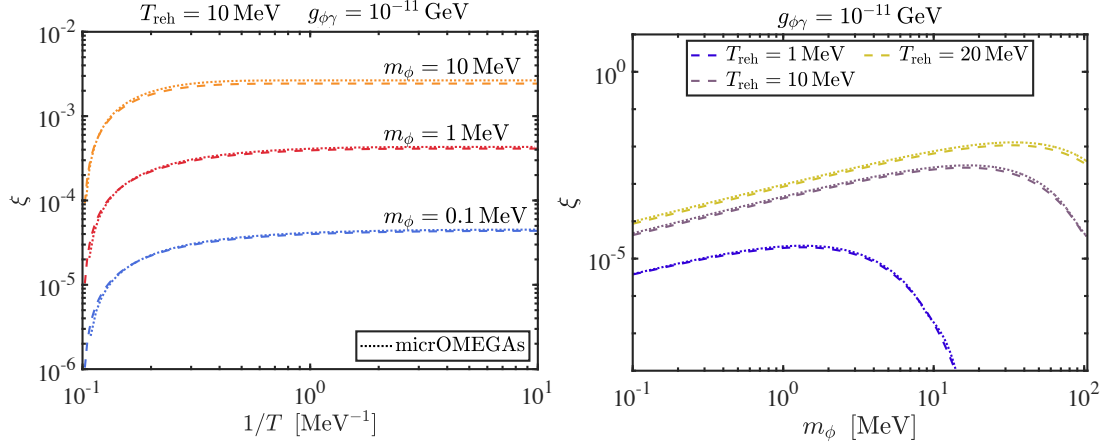 T_reh = 10 MeV g_ϕγ = 10^−11 GeV
10^−2
m_ϕ = 10 MeV
10^−3
m_ϕ = 1 MeV
10^−4
ξ
m_ϕ = 0.1 MeV
10^−5
micrOMEGAs
10^−6
10^−1 10^0 10^1
1/T [MeV^−1]
g_ϕγ = 10^−11 GeV
T_reh = 1 MeV T_reh = 20 MeV
T_reh = 10 MeV
10^0
ξ
10^−5
10^−1 10^0 10^1 10^2
m_ϕ [MeV]